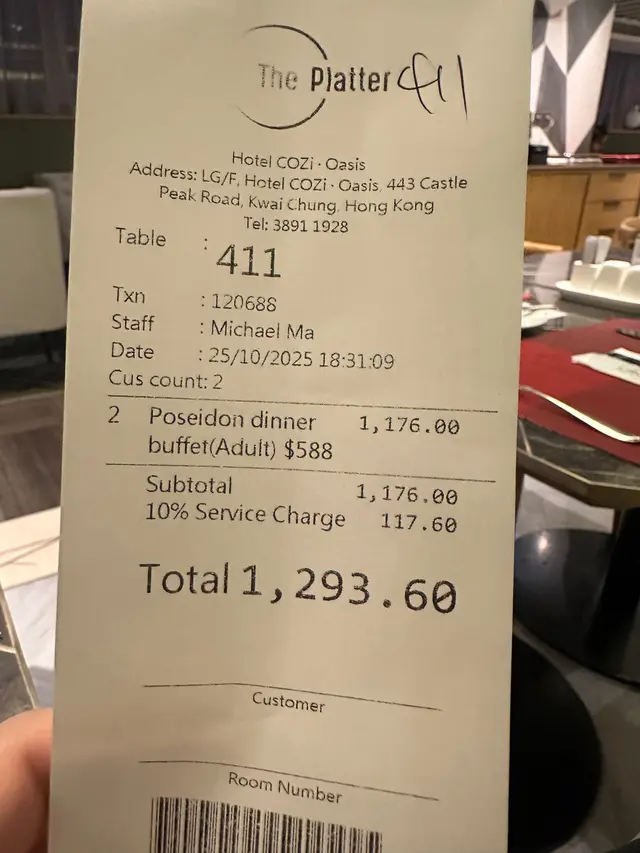 The Platter 411
Hotel COZi · Oasis
Address: LG/F, Hotel COZi · Oasis, 443 Castle
Peak Road, Kwai Chung, Hong Kong
Tel: 3891 1928
Table : 411
Txn : 120688
Staff : Michael Ma
Date : 25/10/2025 18:31:09
Cus count: 2
2 Poseidon dinner 1,176.00
buffet(Adult) $588
Subtotal 1,176.00
10% Service Charge 117.60
Total 1,293.60
Customer
Room Number